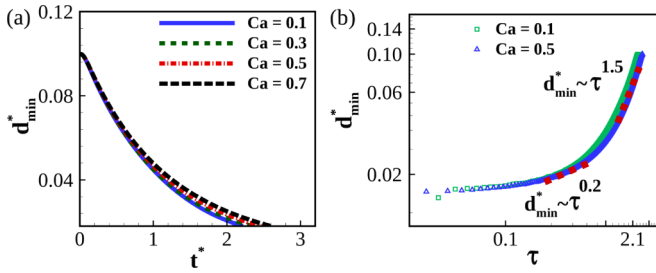 (a)
0.12
0.08
0.04
d*min
0
1
2
3
t*
Ca = 0.1
Ca = 0.3
Ca = 0.5
Ca = 0.7
(b)
0.14
0.10
0.06
0.02
d*min
0.1
2.1
τ
Ca = 0.1
Ca = 0.5
d*min~τ1.5
d*min~τ0.2